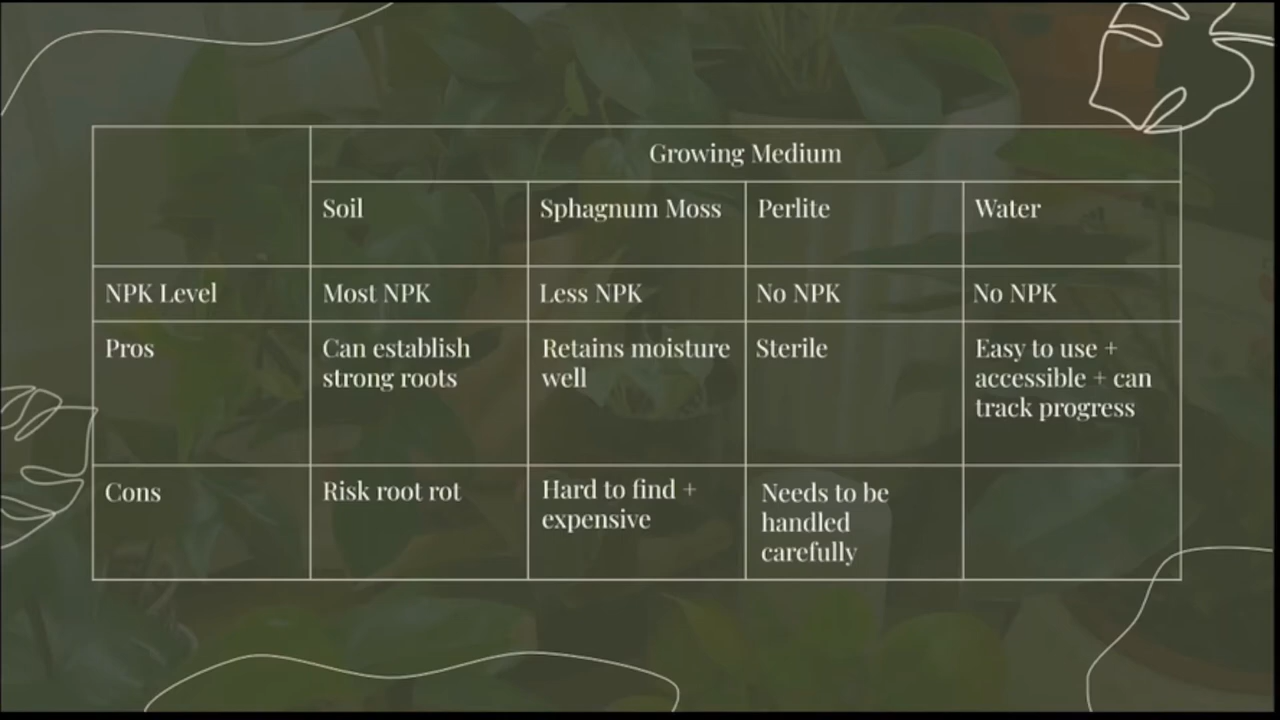 Growing Medium
Soil Sphagnum Moss Perlite Water
NPK Level Most NPK Less NPK No NPK No NPK
Pros Can establish Retains moisture Sterile Easy to use +
strong roots well accessible + can
track progress
Cons Risk root rot Hard to find + Needs to be
expensive handled
carefully